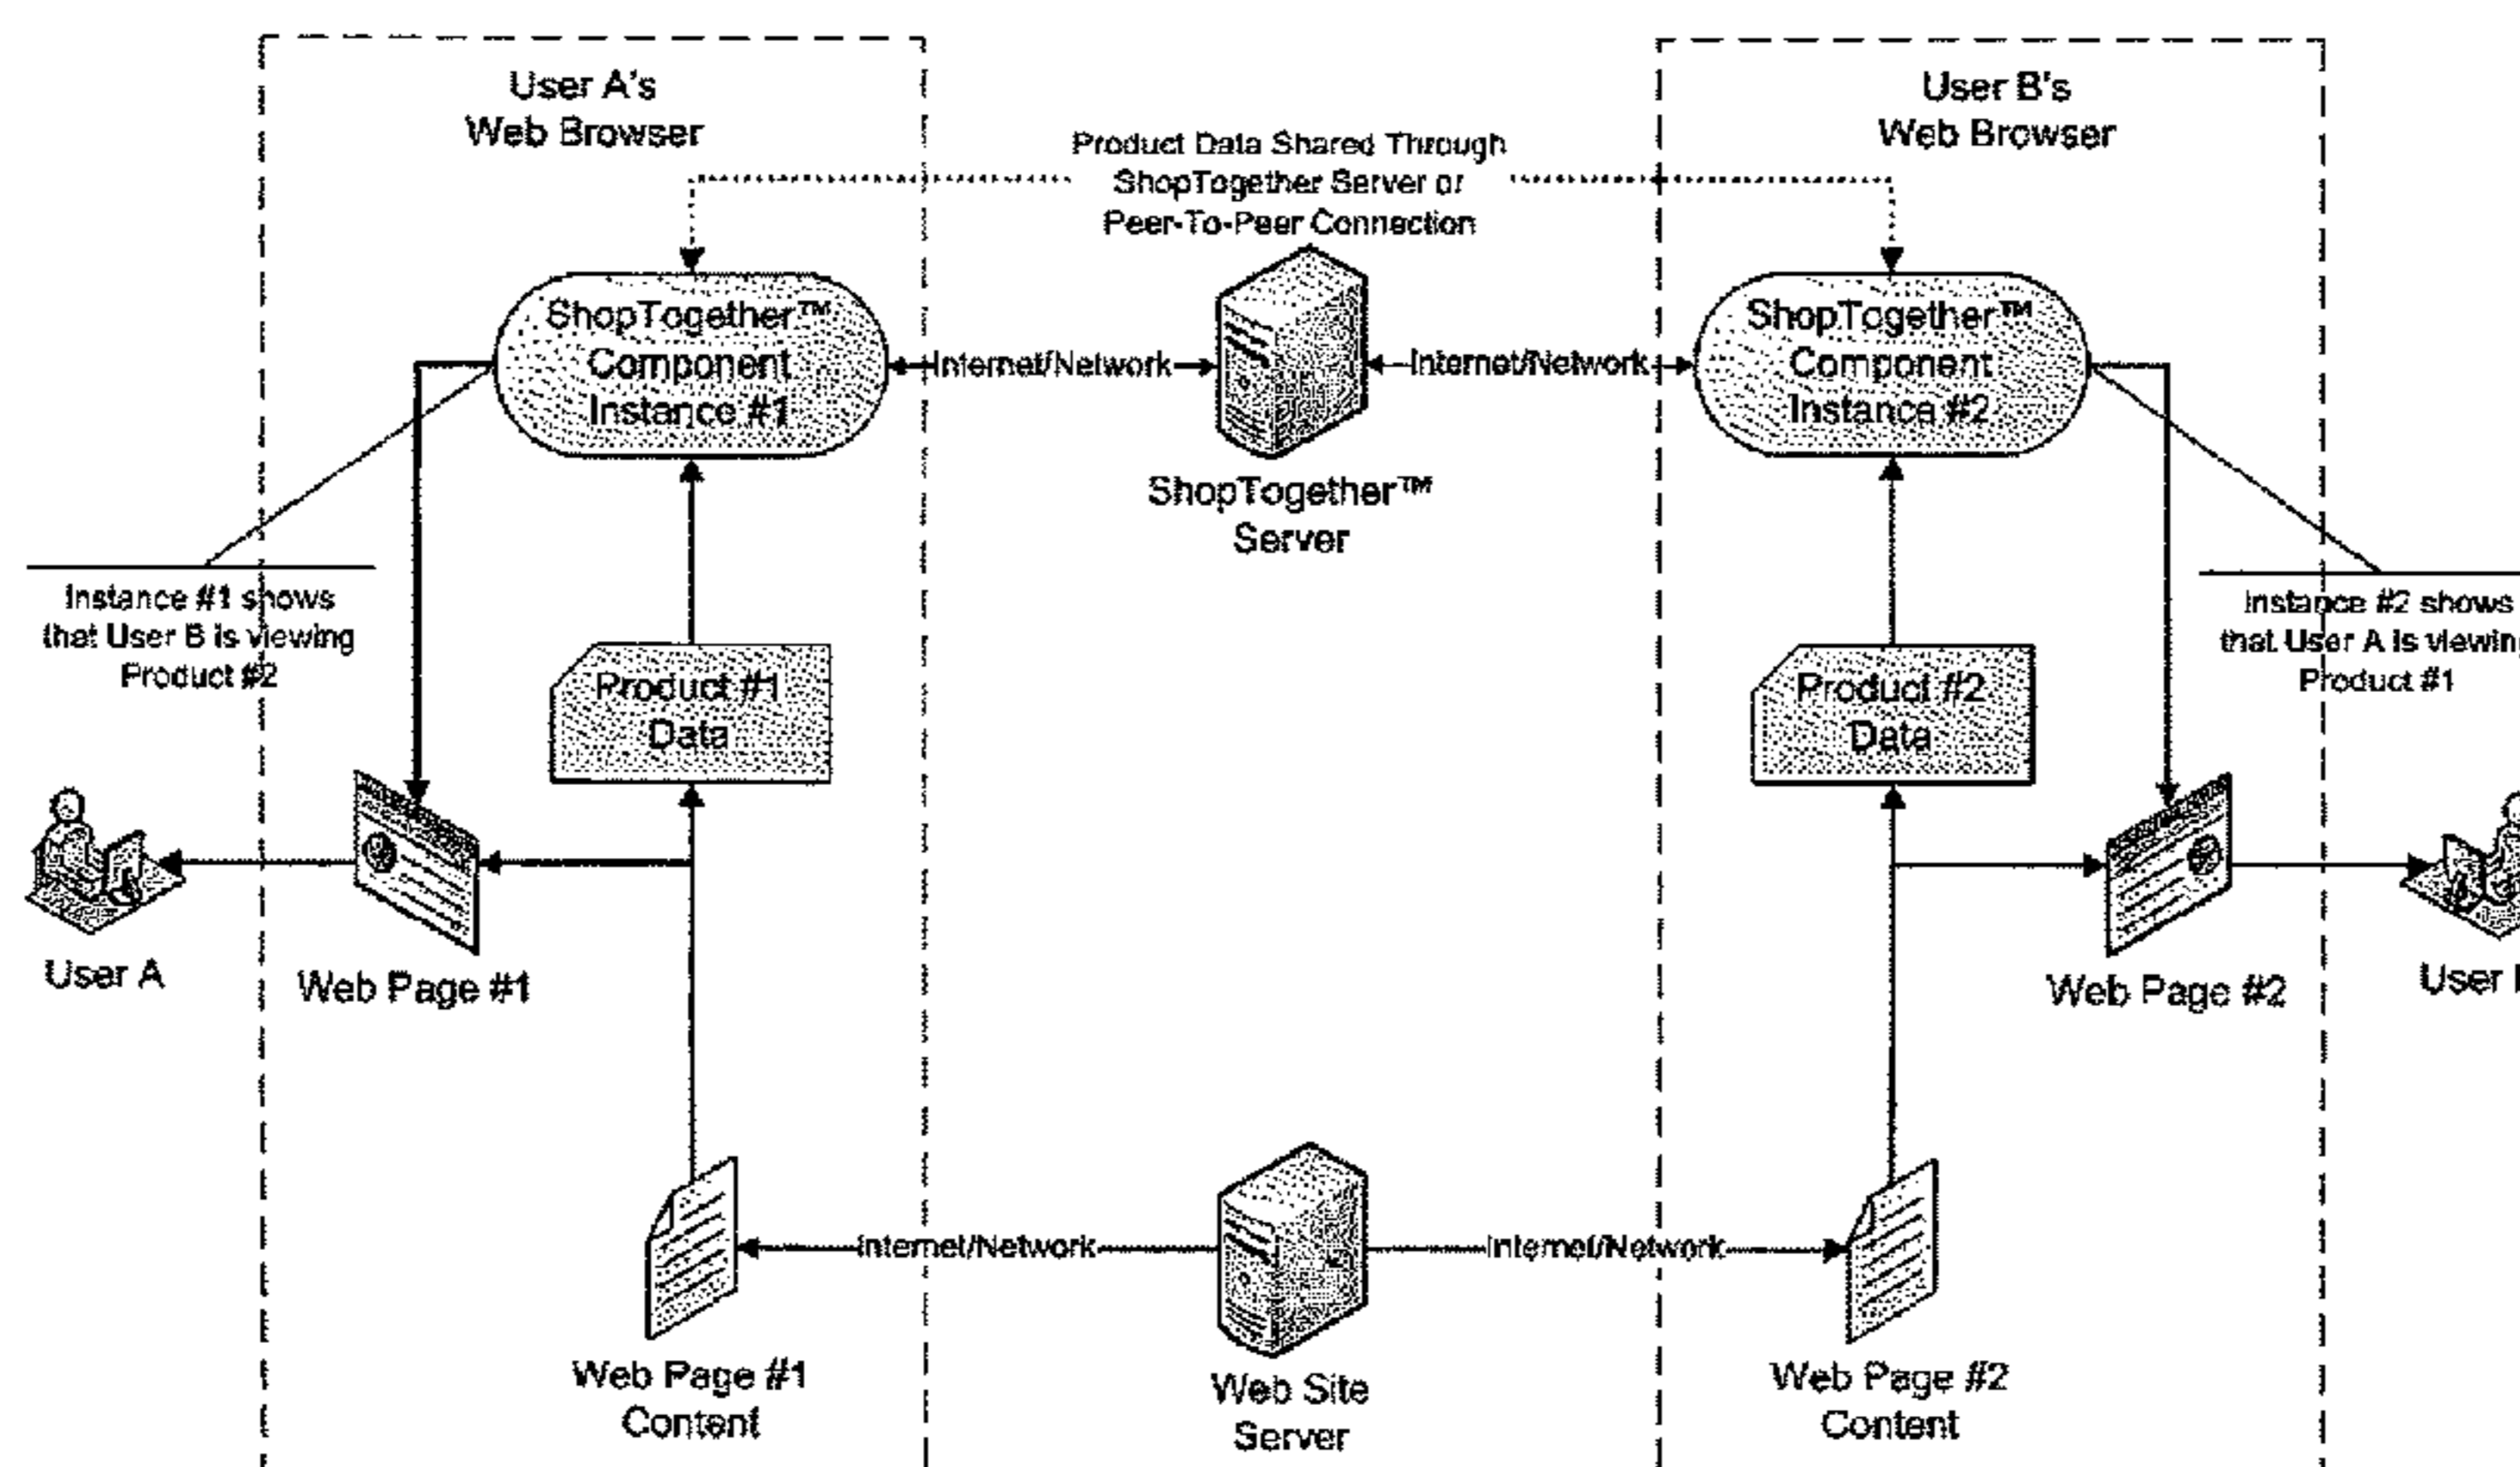 User A's
Web Browser
User B's
Web Browser
Product Data Shared Through
ShopTogether Server or
Peer-To-Peer Connection
ShopTogether™
Component
Instance #1
Internet/Network
Internet/Network
ShopTogether™
Component
Instance #2
ShopTogether™
Server
Instance #1 shows
that User B is viewing
Product #2
Instance #2 shows
that User A is viewing
Product #1
Product #1
Data
Product #2
Data
User A
Web Page #1
Web Page #2
User
Internet/Network
Internet/Network
Web Page #1
Content
Web Site
Server
Web Page #2
Content